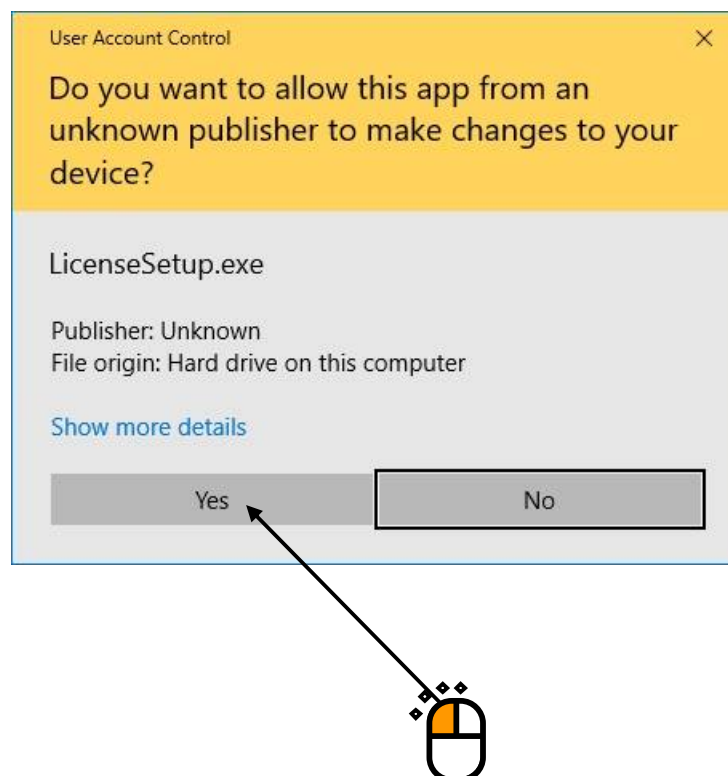 User Account Control
Do you want to allow this app from an
unknown publisher to make changes to your
device?
LicenseSetup.exe
Publisher: Unknown
File origin: Hard drive on this computer
Show more details
Yes
No